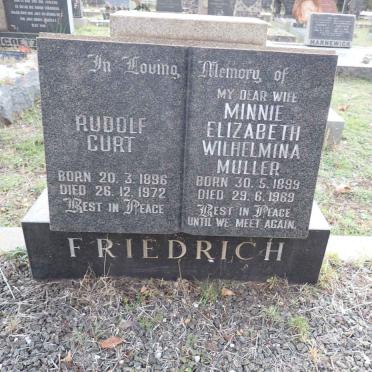 In Loving Memory of
RUDOLF
CURT
BORN 20. 3. 1896
DIED 26. 12. 1972
Rest in Peace
MY DEAR WIFE
MINNIE
ELIZABETH
WILHELMINA
MULLER
BORN 30. 5. 1899
DIED 29. 6. 1969
Rest in Peace
UNTIL WE MEET AGAIN.
FRIEDRICH
HARNEWICK